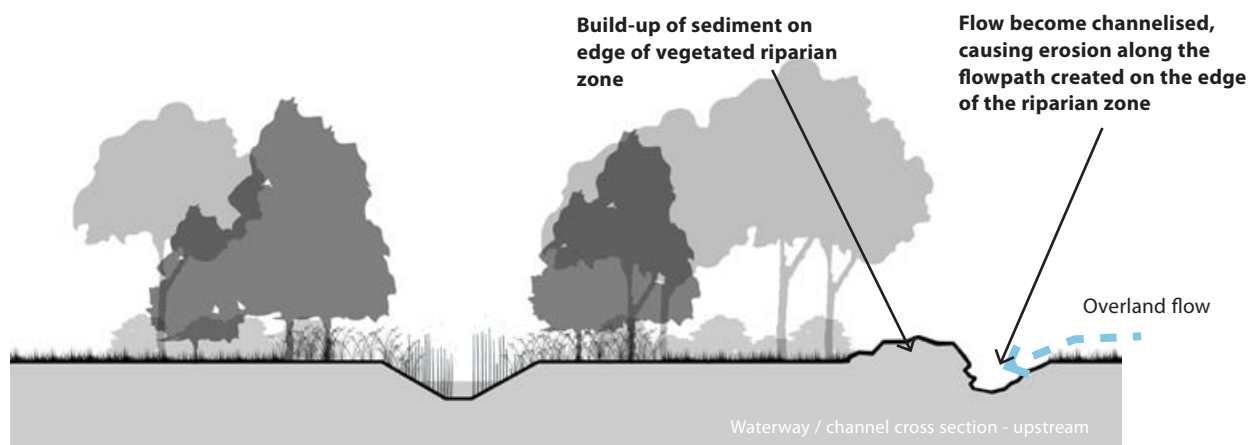 Build-up of sediment on
edge of vegetated riparian
zone
Flow become channelised,
causing erosion along the
flowpath created on the edge
of the riparian zone
Overland flow
Waterway / channel cross section - upstream